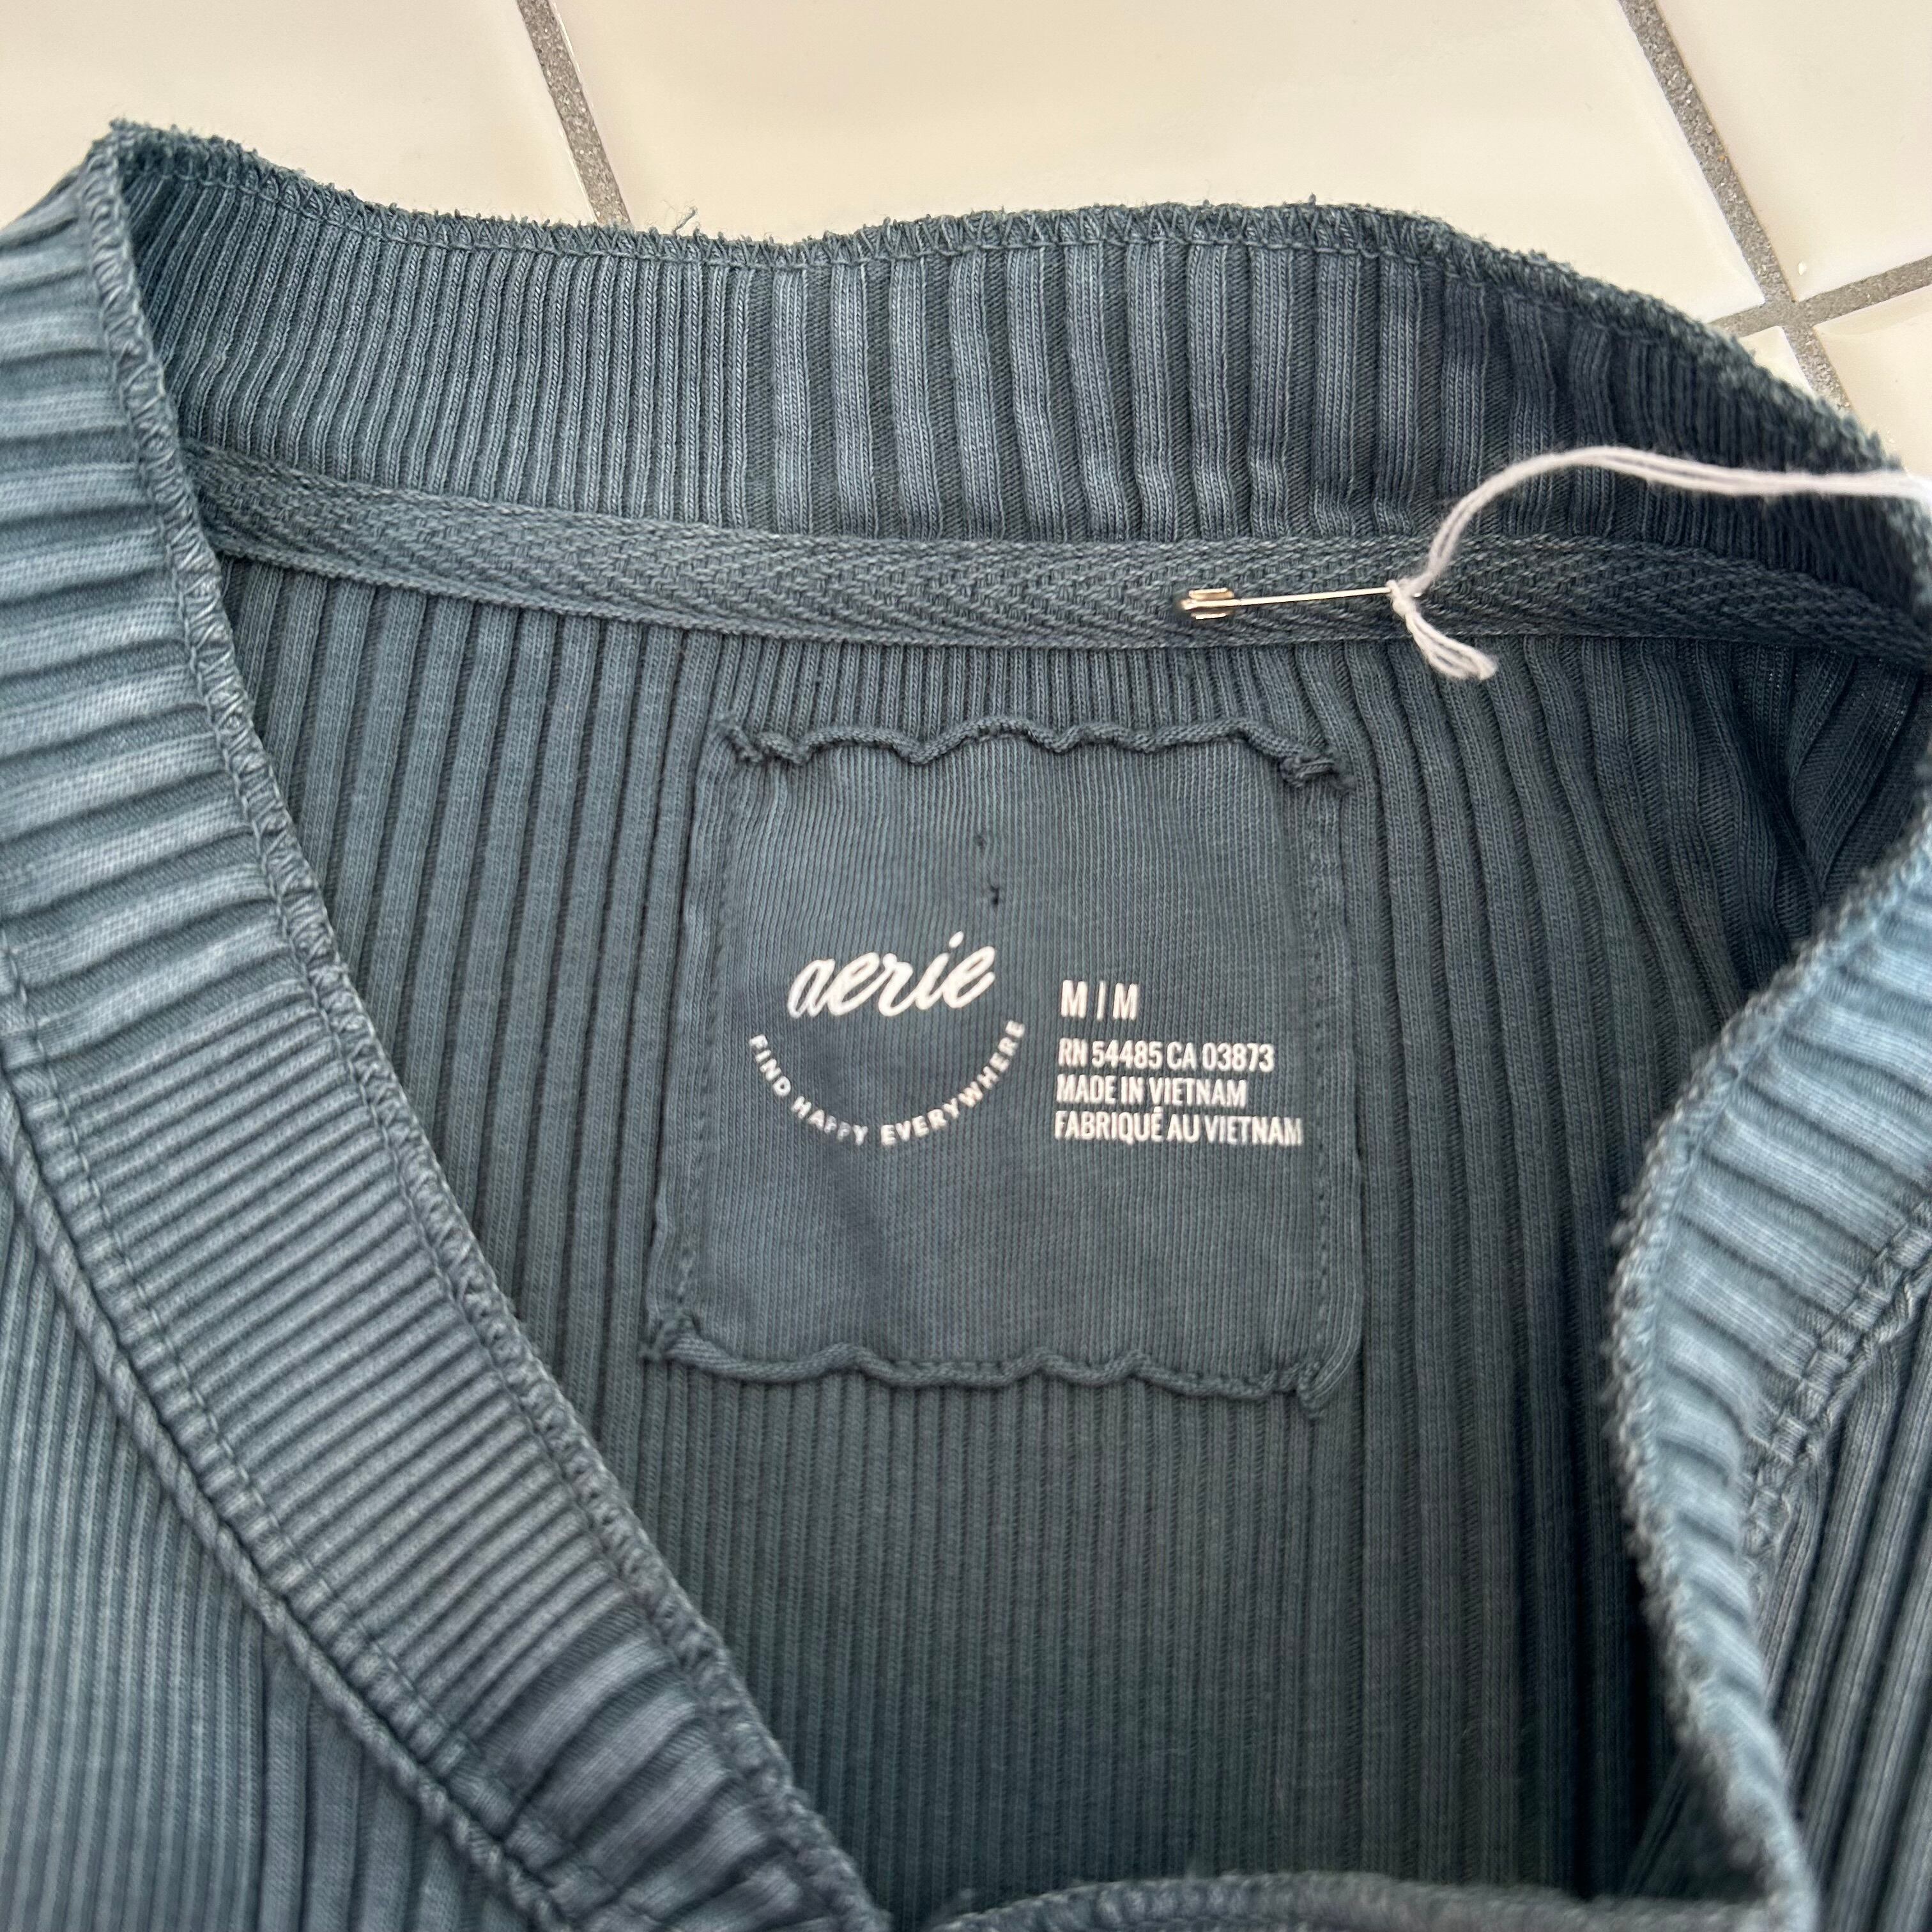 aerie
FIND HAPPY EVERYWHERE
M | M
RN 54485 CA 03873
MADE IN VIETNAM
FABRIQUÉ AU VIETNAM